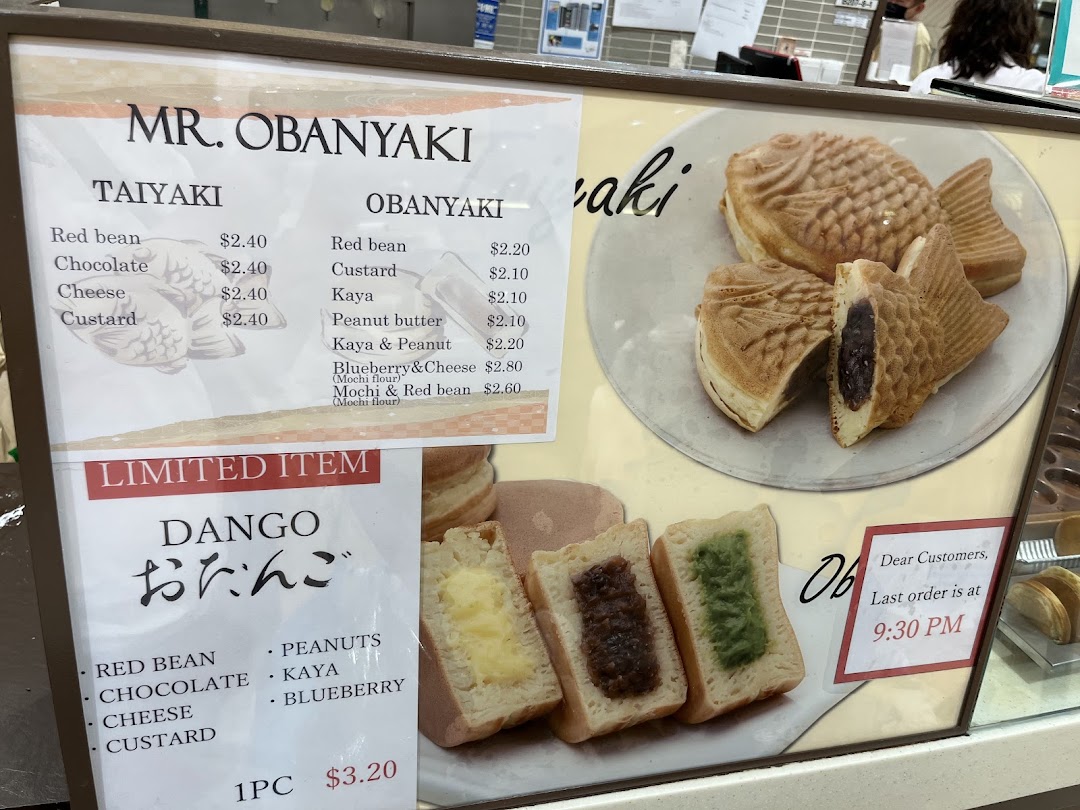 MR. OBANYAKI
TAIYAKI
Red bean $2.40
Chocolate $2.40
Cheese $2.40
Custard $2.40
OBANYAKI
Red bean $2.20
Custard $2.10
Kaya $2.10
Peanut butter $2.10
Kaya & Peanut $2.20
Blueberry&Cheese $2.80
(Mochi flour)
Mochi & Red bean $2.60
(Mochi flour)
LIMITED ITEM
DANGO
おだんご
· RED BEAN
· CHOCOLATE
· CHEESE
· CUSTARD
· PEANUTS
· KAYA
· BLUEBERRY
1PC $3.20
yaki
Ob
Dear Customers,
Last order is at
9:30 PM